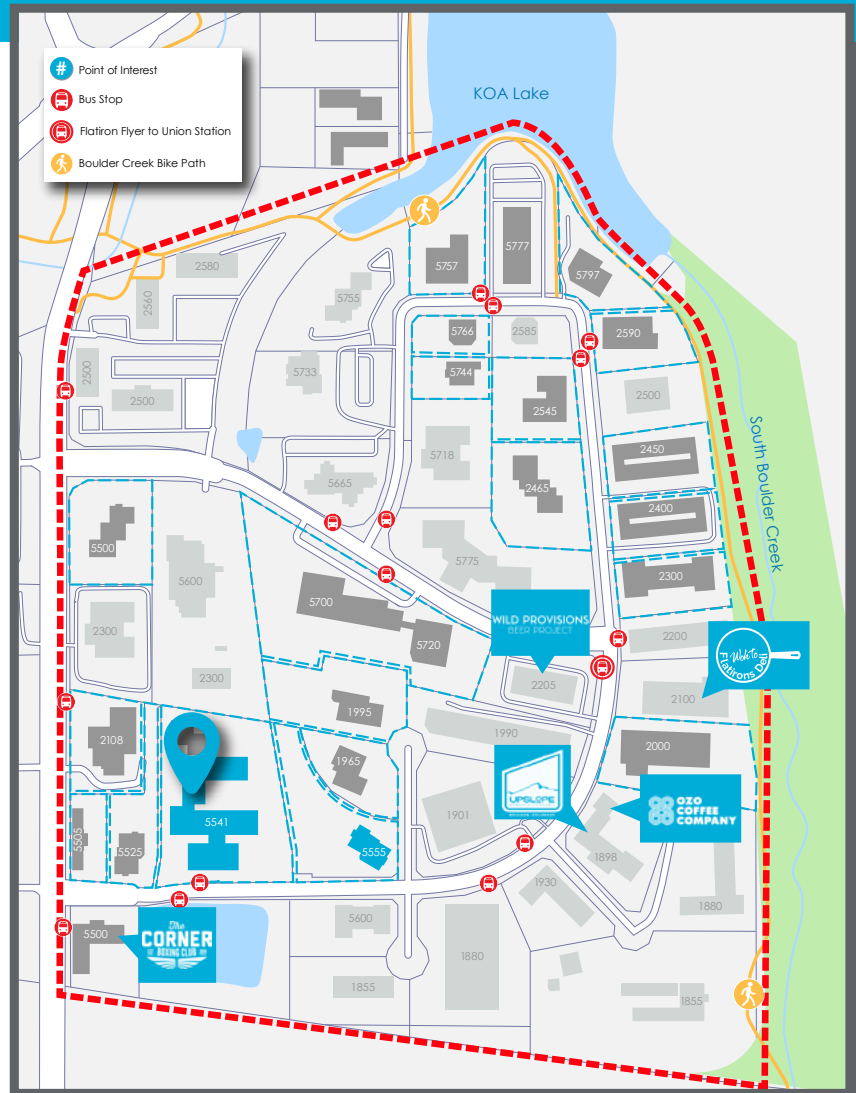 #
Point of Interest
Bus Stop
Flatiron Flyer to Union Station
Boulder Creek Bike Path
KOA Lake
2580
2560
5755
5757
5777
5797
2500
2500
5733
5766
2585
2590
5744
2545
2500
5718
2450
5665
2465
2400
5500
5600
5775
2300
South Boulder Creek
2300
5700
5720
WILD PROVISIONS
BEER PROJECT
2200
Wok to
Flatirons Deli
2300
2205
2100
1995
2108
1990
2000
1965
UPSLOPE
OZO
COFFEE
COMPANY
5541
1901
5505
5525
5555
1898
1930
1880
5500
The
CORNER
BOXING CLUB
5600
1880
1855
1855